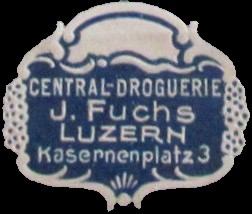 CENTRAL-DROGUERIE
J. Fuchs
LUZERN
Kasernenplatz 3